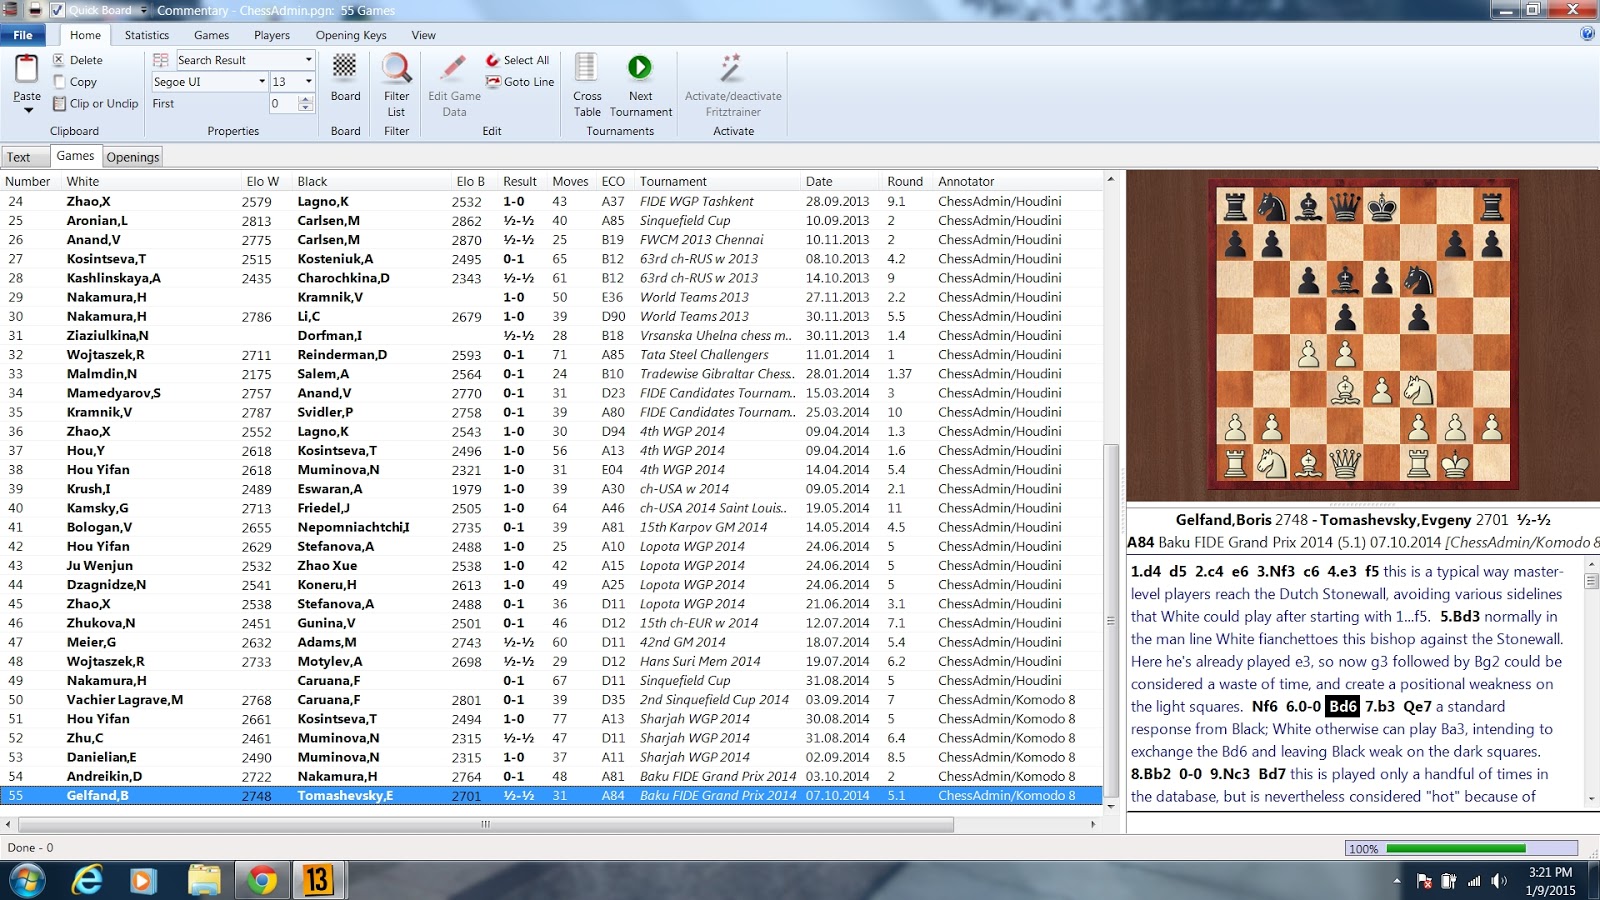 Quick Board Commentary - ChessAdmin.pgn: 55 Games
File Home Statistics Games Players Opening Keys View
Paste
Delete
Copy
Clip or Unclip
Clipboard
Search Result
Segoe UI 13
First 0
Properties
Board
Board
Filter List
Filter
Edit Game Data
Select All
Goto Line
Edit
Cross Table
Next Tournament
Tournaments
Activate/deactivate Fritztrainer
Activate
Text Games Openings
Number White Elo W Black Elo B Result Moves ECO Tournament Date Round Annotator
24 Zhao,X 2579 Lagno,K 2532 1-0 43 A37 FIDE WGP Tashkent 28.09.2013 9.1 ChessAdmin/Houdini
25 Aronian,L 2813 Carlsen,M 2862 ½-½ 40 A85 Sinquefield Cup 10.09.2013 2 ChessAdmin/Houdini
26 Anand,V 2775 Carlsen,M 2870 ½-½ 25 B19 FWCM 2013 Chennai 10.11.2013 2 ChessAdmin/Houdini
27 Kosintseva,T 2515 Kosteniuk,A 2495 0-1 65 B12 63rd ch-RUS w 2013 08.10.2013 4.2 ChessAdmin/Houdini
28 Kashlinskaya,A 2435 Charochkina,D 2343 ½-½ 61 B12 63rd ch-RUS w 2013 14.10.2013 9 ChessAdmin/Houdini
29 Nakamura,H Kramnik,V 1-0 50 E36 World Teams 2013 27.11.2013 2.2 ChessAdmin/Houdini
30 Nakamura,H 2786 Li,C 2679 1-0 39 D90 World Teams 2013 30.11.2013 5.5 ChessAdmin/Houdini
31 Ziaziulkina,N Dorfman,I ½-½ 28 B18 Vrsanska Uhelna chess m.. 30.11.2013 1.4 ChessAdmin/Houdini
32 Wojtaszek,R 2711 Reinderman,D 2593 0-1 71 A85 Tata Steel Challengers 11.01.2014 1 ChessAdmin/Houdini
33 Malmdin,N 2175 Salem,A 2564 0-1 24 B10 Tradewise Gibraltar Chess.. 28.01.2014 1.37 ChessAdmin/Houdini
34 Mamedyarov,S 2757 Anand,V 2770 0-1 31 D23 FIDE Candidates Tournam.. 15.03.2014 3 ChessAdmin/Houdini
35 Kramnik,V 2787 Svidler,P 2758 0-1 39 A80 FIDE Candidates Tournam.. 25.03.2014 10 ChessAdmin/Houdini
36 Zhao,X 2552 Lagno,K 2543 1-0 30 D94 4th WGP 2014 09.04.2014 1.3 ChessAdmin/Houdini
37 Hou,Y 2618 Kosintseva,T 2496 1-0 56 A13 4th WGP 2014 09.04.2014 1.6 ChessAdmin/Houdini
38 Hou Yifan 2618 Muminova,N 2321 1-0 31 E04 4th WGP 2014 14.04.2014 5.4 ChessAdmin/Houdini
39 Krush,I 2489 Eswaran,A 1979 1-0 39 A30 ch-USA w 2014 09.05.2014 2.1 ChessAdmin/Houdini
40 Kamsky,G 2713 Friedel,J 2505 1-0 64 A46 ch-USA 2014 Saint Louis.. 19.05.2014 11 ChessAdmin/Houdini
41 Bologan,V 2655 Nepomniachtchi,I 2735 0-1 39 A81 15th Karpov GM 2014 14.05.2014 4.5 ChessAdmin/Houdini
42 Hou Yifan 2629 Stefanova,A 2488 1-0 25 A10 Lopota WGP 2014 24.06.2014 5 ChessAdmin/Houdini
43 Ju Wenjun 2532 Zhao Xue 2538 1-0 42 A15 Lopota WGP 2014 24.06.2014 5 ChessAdmin/Houdini
44 Dzagnidze,N 2541 Koneru,H 2613 1-0 49 A25 Lopota WGP 2014 24.06.2014 5 ChessAdmin/Houdini
45 Zhao,X 2538 Stefanova,A 2488 0-1 36 D11 Lopota WGP 2014 21.06.2014 3.1 ChessAdmin/Houdini
46 Zhukova,N 2451 Gunina,V 2501 0-1 46 D12 15th ch-EUR w 2014 12.07.2014 7.1 ChessAdmin/Houdini
47 Meier,G 2632 Adams,M 2743 ½-½ 60 D11 42nd GM 2014 18.07.2014 5.4 ChessAdmin/Houdini
48 Wojtaszek,R 2733 Motylev,A 2698 ½-½ 29 D12 Hans Suri Mem 2014 19.07.2014 6.2 ChessAdmin/Houdini
49 Nakamura,H Caruana,F 0-1 67 D11 Sinquefield Cup 31.08.2014 5 ChessAdmin/Houdini
50 Vachier Lagrave,M 2768 Caruana,F 2801 0-1 39 D35 2nd Sinquefield Cup 2014 03.09.2014 7 ChessAdmin/Komodo 8
51 Hou Yifan 2661 Kosintseva,T 2494 1-0 77 A13 Sharjah WGP 2014 30.08.2014 5 ChessAdmin/Komodo 8
52 Zhu,C 2461 Muminova,N 2315 ½-½ 47 D11 Sharjah WGP 2014 31.08.2014 6.4 ChessAdmin/Komodo 8
53 Danielian,E 2490 Muminova,N 2315 1-0 37 A11 Sharjah WGP 2014 02.09.2014 8.5 ChessAdmin/Komodo 8
54 Andreikin,D 2722 Nakamura,H 2764 0-1 48 A81 Baku FIDE Grand Prix 2014 03.10.2014 2 ChessAdmin/Komodo 8
55 Gelfand,B 2748 Tomashevsky,E 2701 ½-½ 31 A84 Baku FIDE Grand Prix 2014 07.10.2014 5.1 ChessAdmin/Komodo 8
Gelfand,Boris 2748 - Tomashevsky,Evgeny 2701 ½-½
A84 Baku FIDE Grand Prix 2014 (5.1) 07.10.2014 [ChessAdmin/Komodo 8
1.d4 d5 2.c4 e6 3.Nf3 c6 4.e3 f5 this is a typical way master-
level players reach the Dutch Stonewall, avoiding various sidelines
that White could play after starting with 1...f5. 5.Bd3 normally in
the man line White fianchettoes this bishop against the Stonewall.
Here he's already played e3, so now g3 followed by Bg2 could be
considered a waste of time, and create a positional weakness on
the light squares. Nf6 6.0-0 Bd6 7.b3 Qe7 a standard
response from Black; White otherwise can play Ba3, intending to
exchange the Bd6 and leaving Black weak on the dark squares.
8.Bb2 0-0 9.Nc3 Bd7 this is played only a handful of times in
the database, but is nevertheless considered "hot" because of
Done - 0
100%
13
3:21 PM
1/9/2015